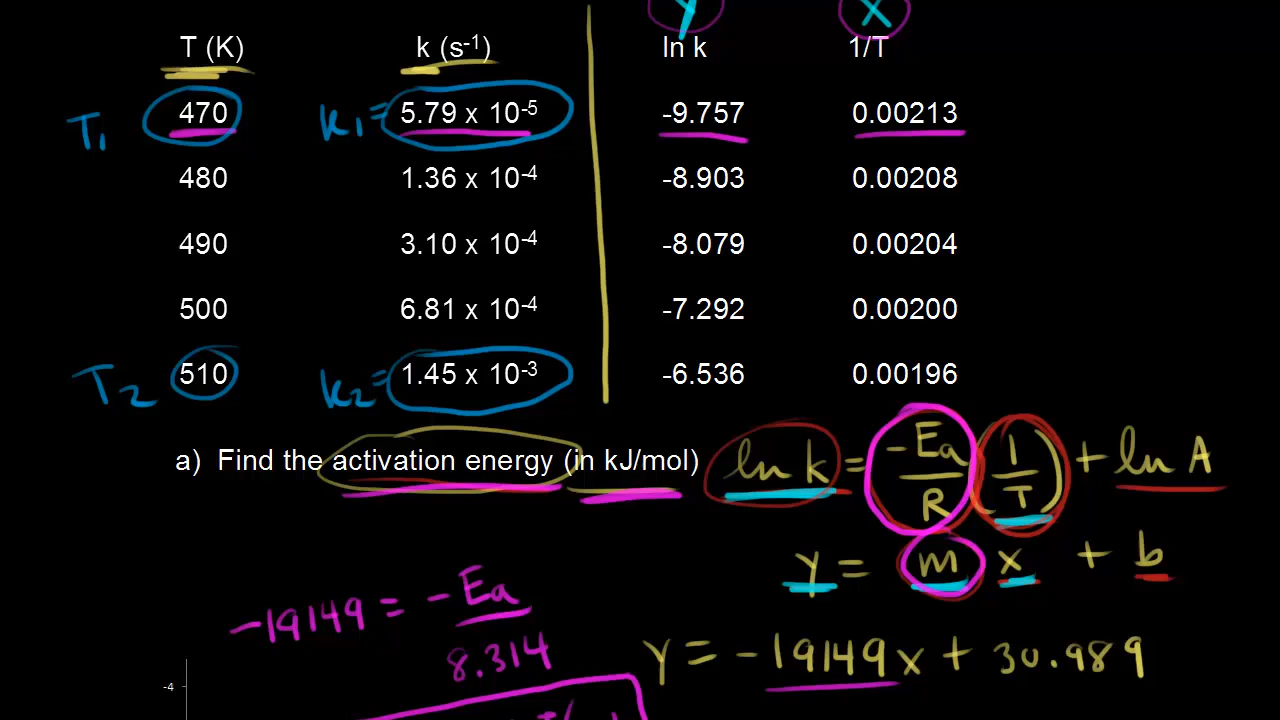 Y X
T (K) k (s-1) ln k 1/T
T1 470 k1= 5.79 x 10-5 -9.757 0.00213
480 1.36 x 10-4 -8.903 0.00208
490 3.10 x 10-4 -8.079 0.00204
500 6.81 x 10-4 -7.292 0.00200
T2 510 k2= 1.45 x 10-3 -6.536 0.00196
a) Find the activation energy (in kJ/mol) ln k = -Ea/R (1/T) + ln A
y = m x + b
-19149 = -Ea/8.314
Y = -19149x + 30.989
-4